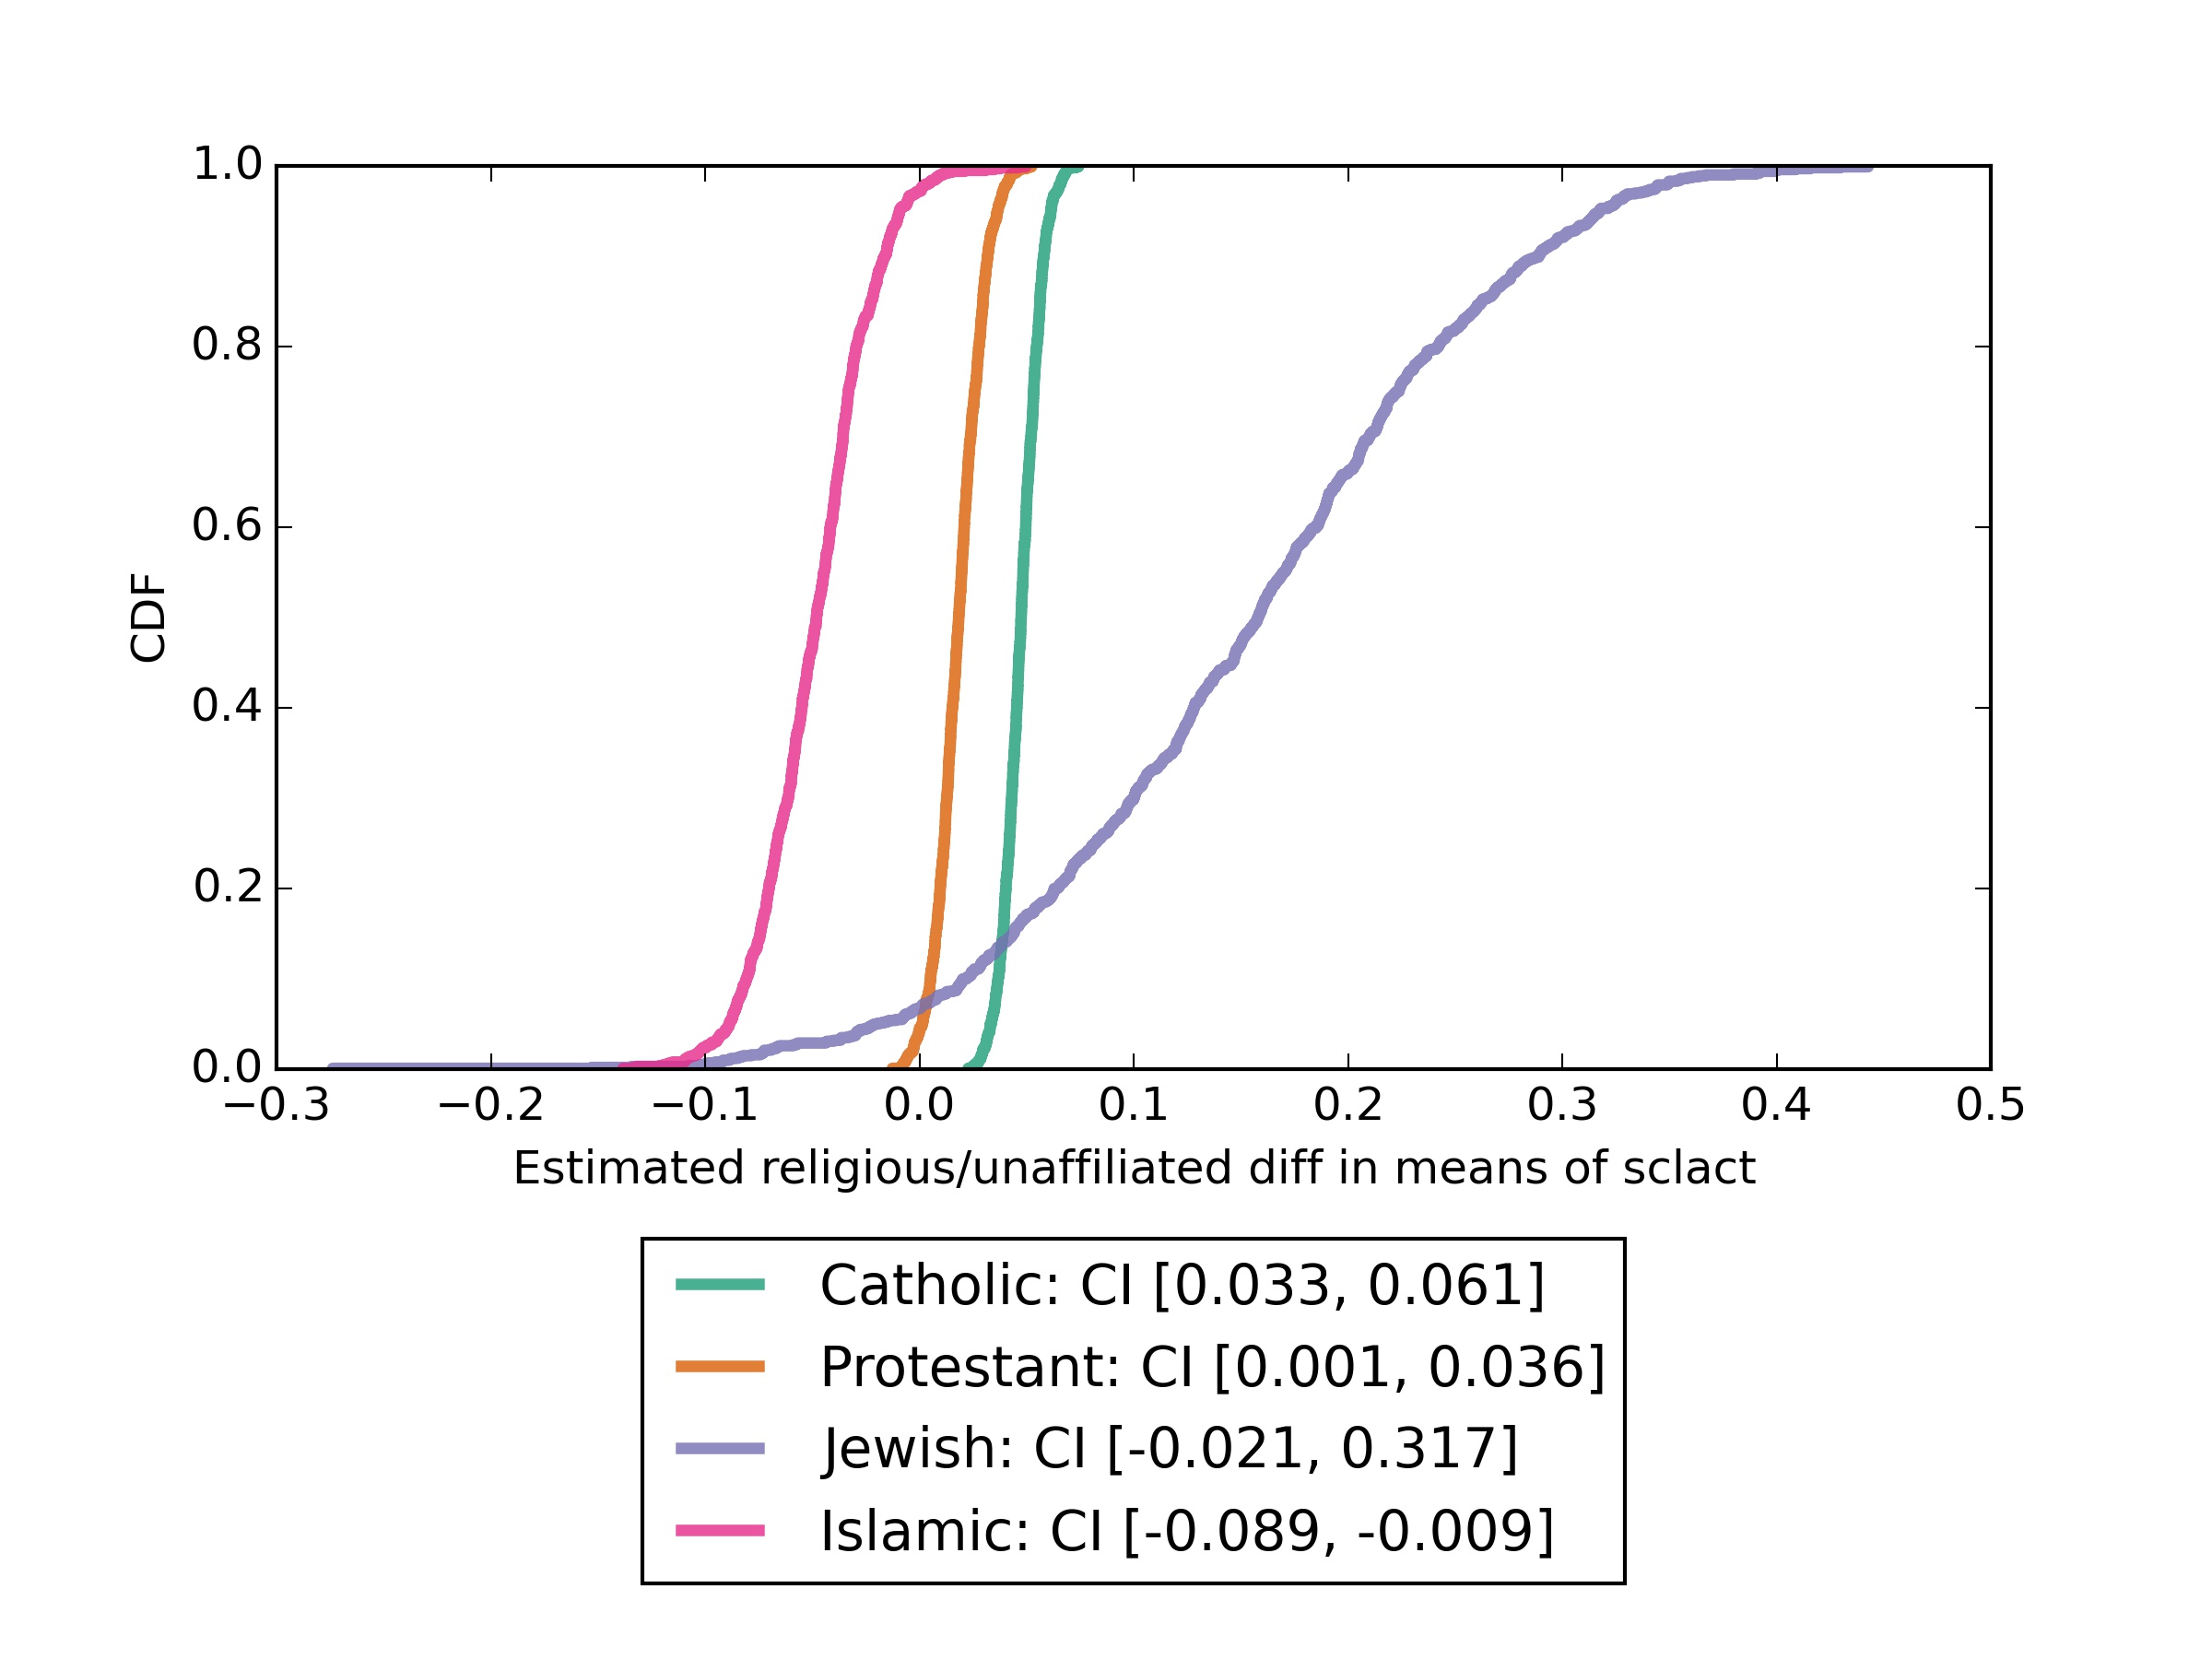 1.0
0.8
0.6
0.4
0.2
0.0
CDF
−0.3 −0.2 −0.1 0.0 0.1 0.2 0.3 0.4 0.5
Estimated religious/unaffiliated diff in means of sclact
Catholic: CI [0.033, 0.061]
Protestant: CI [0.001, 0.036]
Jewish: CI [-0.021, 0.317]
Islamic: CI [-0.089, -0.009]